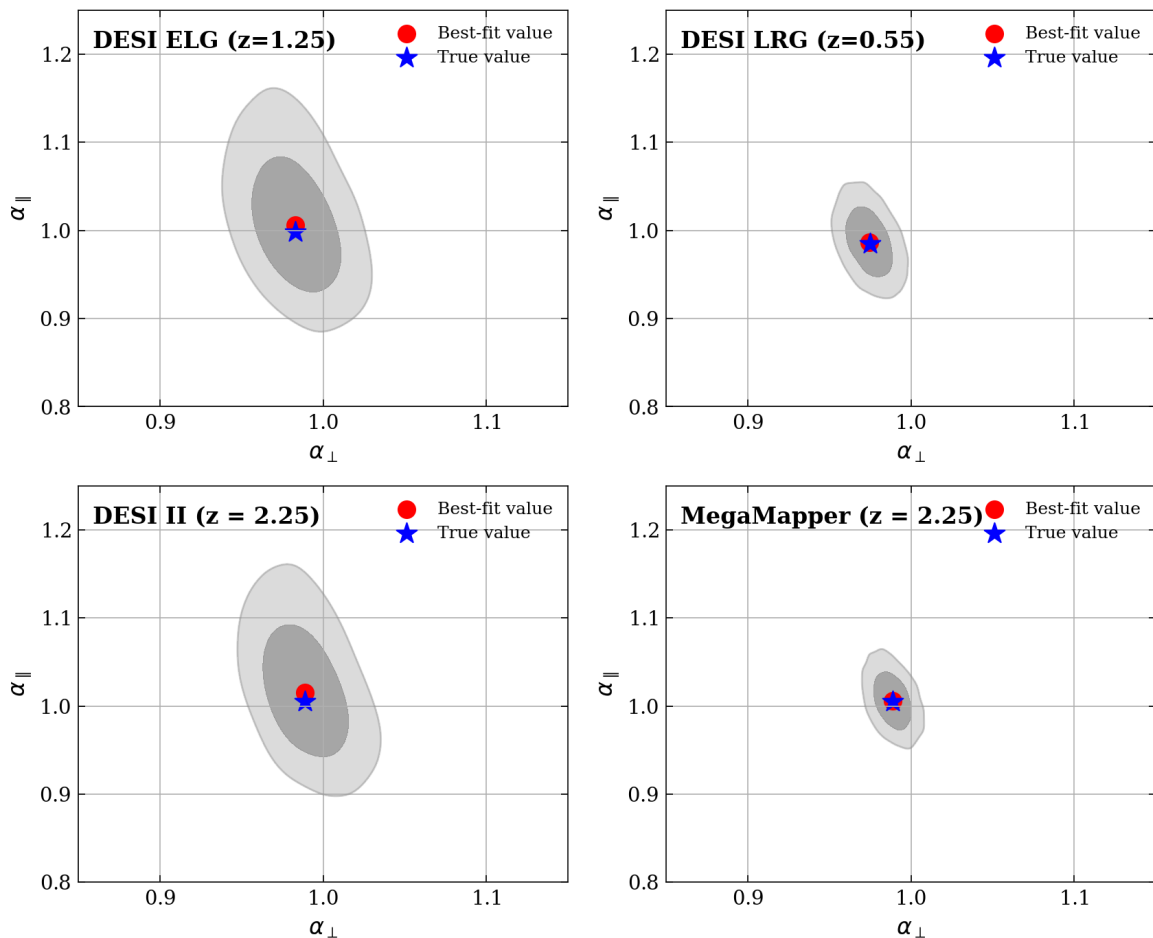 DESI ELG (z=1.25)
Best-fit value
True value
1.2
1.1
1.0
0.9
0.8
α∥
0.9
1.0
1.1
α⊥
DESI LRG (z=0.55)
Best-fit value
True value
1.2
1.1
1.0
0.9
0.8
α∥
0.9
1.0
1.1
α⊥
DESI II (z = 2.25)
Best-fit value
True value
1.2
1.1
1.0
0.9
0.8
α∥
0.9
1.0
1.1
α⊥
MegaMapper (z = 2.25)
Best-fit value
True value
1.2
1.1
1.0
0.9
0.8
α∥
0.9
1.0
1.1
α⊥